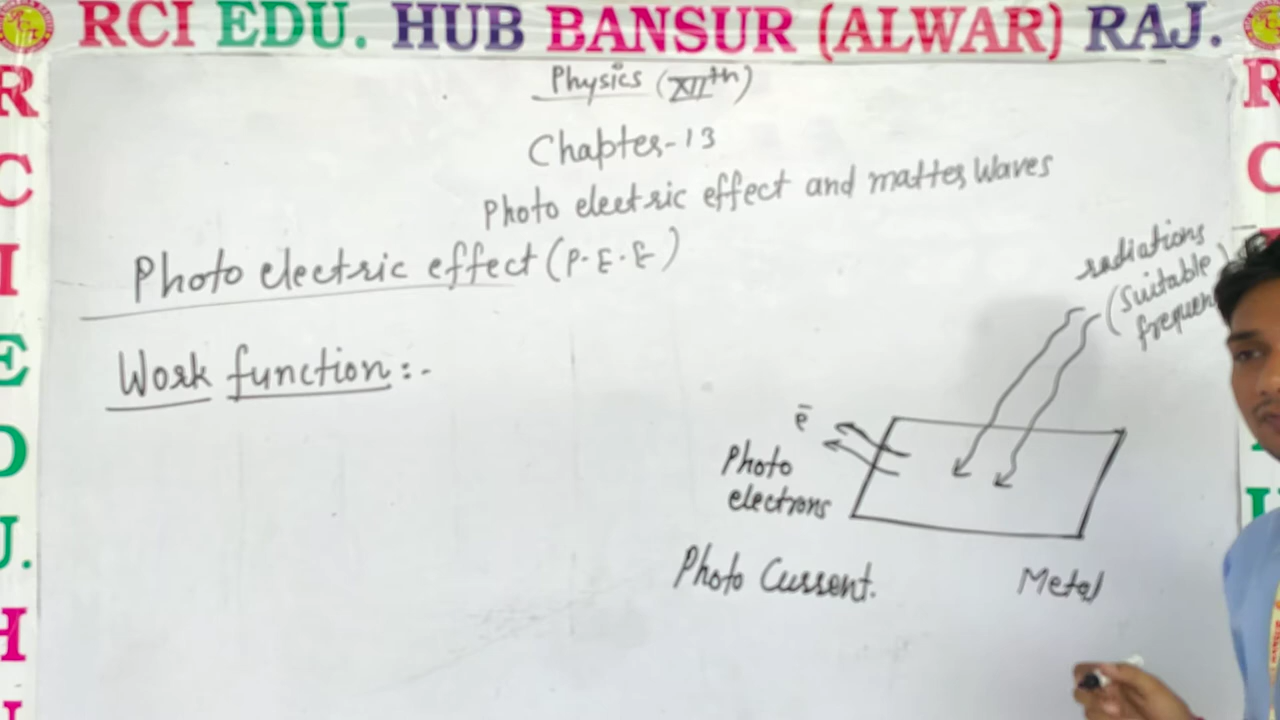 RCI EDU. HUB BANSUR (ALWAR) RAJ.
R
C
I
E
D
U.
H
Physics (XIIth)
Chapter-13
Photo electric effect and matter Waves
Photo electric effect (P.E.E)
Work function :-
radiations
(Suitable)
frequen
e̅
Photo
electrons
Photo Current.
Metal
R
C
U